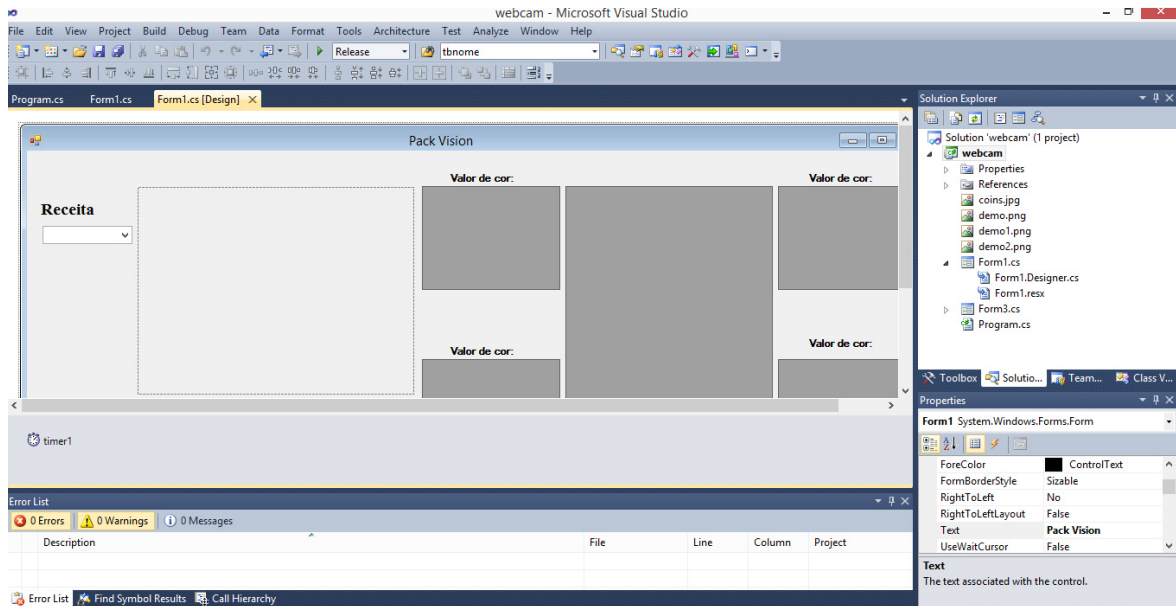 webcam - Microsoft Visual Studio
File Edit View Project Build Debug Team Data Format Tools Architecture Test Analyze Window Help
Release tbnome
Program.cs Form1.cs Form1.cs [Design]
Pack Vision
Valor de cor: Valor de cor:
Receita
Valor de cor: Valor de cor:
timer1
Error List
0 Errors 0 Warnings 0 Messages
Description File Line Column Project
Error List Find Symbol Results Call Hierarchy
Solution Explorer
Solution 'webcam' (1 project)
webcam
Properties
References
coins.jpg
demo.png
demo1.png
demo2.png
Form1.cs
Form1.Designer.cs
Form1.resx
Form3.cs
Program.cs
Toolbox Solutio... Team... Class V...
Properties
Form1 System.Windows.Forms.Form
ForeColor ControlText
FormBorderStyle Sizable
RightToLeft No
RightToLeftLayout False
Text Pack Vision
UseWaitCursor False
Text
The text associated with the control.